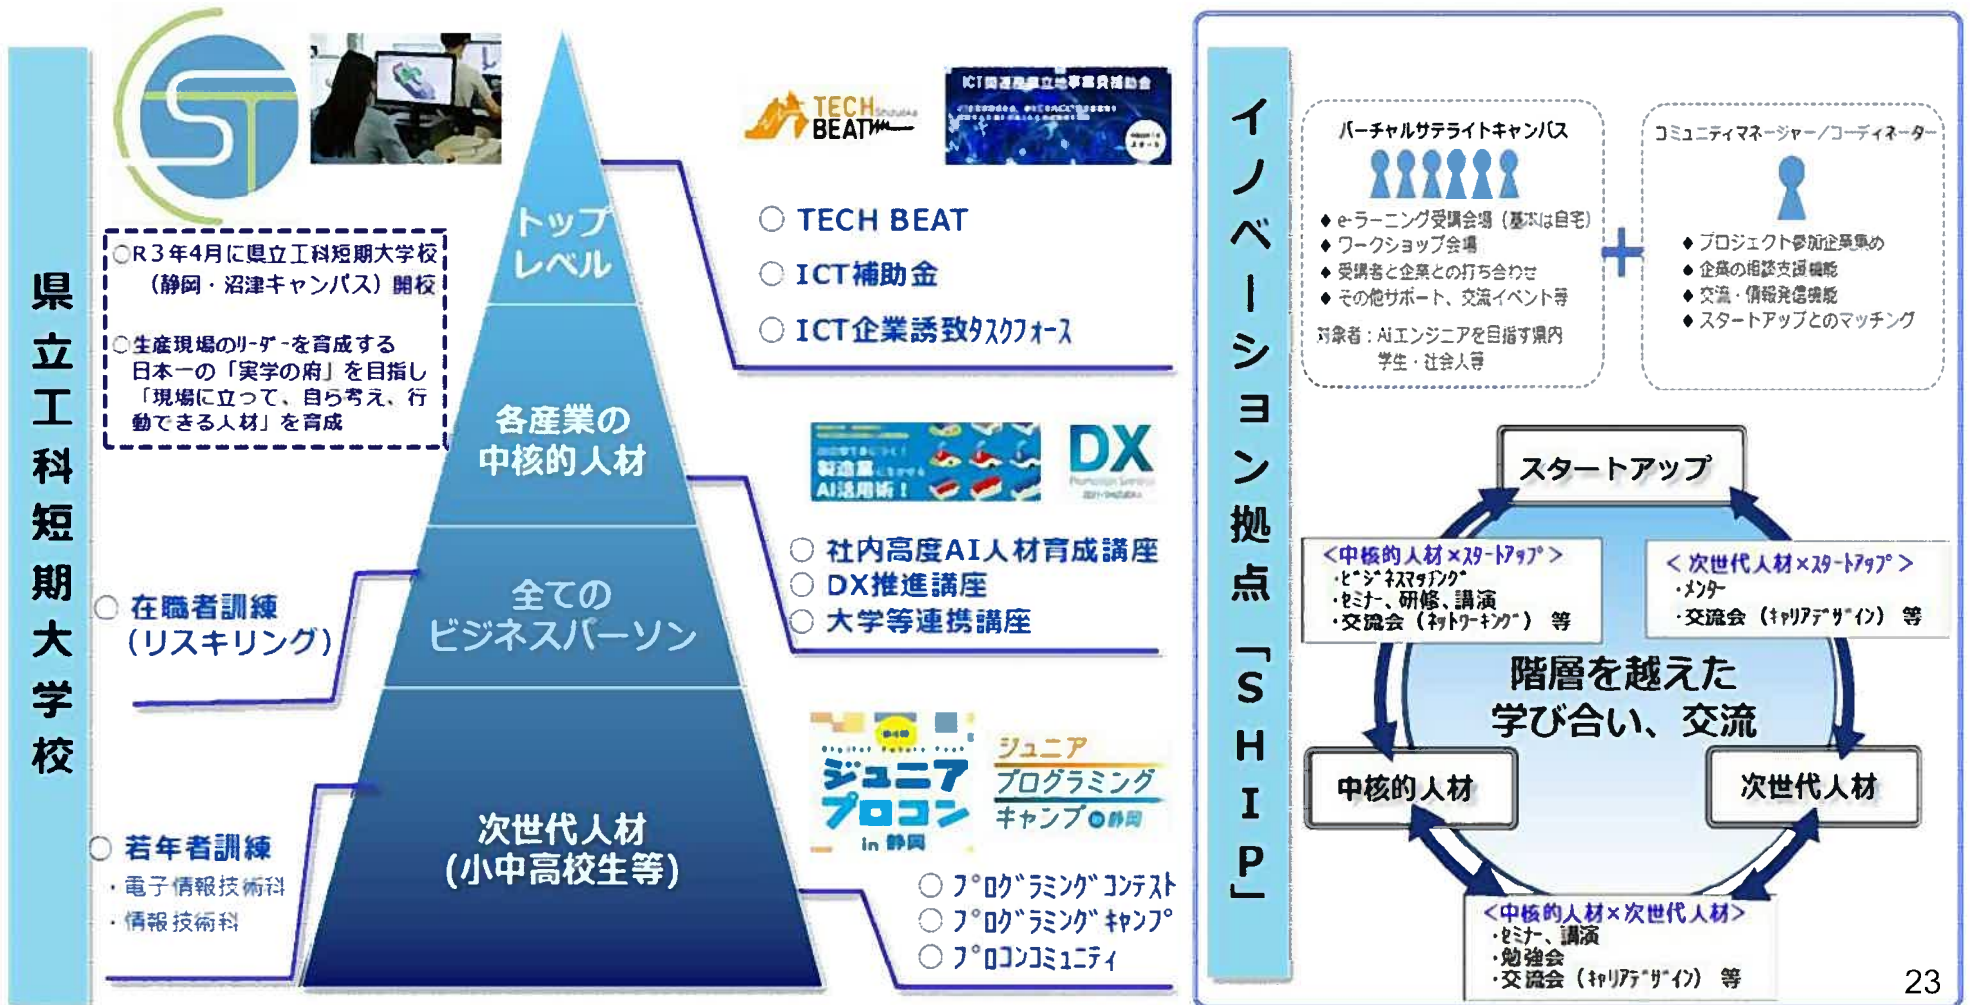 県立工科短期大学校
ST
○R3年4月に県立工科短期大学校
(静岡・沼津キャンパス)開校
○生産現場のリーダーを育成する
日本一の「実学の府」を目指し
「現場に立って、自ら考え、行
動できる人材」を育成
○ 在職者訓練
(リスキリング)
○ 若年者訓練
・電子情報技術科
・情報技術科
トップ
レベル
各産業の
中核的人材
全ての
ビジネスパーソン
次世代人材
(小中高校生等)
TECH
BEAT Shizuoka
ICT関連産業立地事業費補助金
○ TECH BEAT
○ ICT補助金
○ ICT企業誘致タスクフォース
製造業
AI活用術!
DX
○ 社内高度AI人材育成講座
○ DX推進講座
○ 大学等連携講座
ジュニア
プロコン
in 静岡
ジュニア
プログラミング
キャンプ in 静岡
○ プログラミングコンテスト
○ プログラミングキャンプ
○ プロコンコミュニティ
イノベーション拠点「SHIP」
バーチャルサテライトキャンパス
◆ e-ラーニング受講会場(基本は自宅)
◆ ワークショップ会場
◆ 受講者と企業との打ち合わせ
◆ その他サポート、交流イベント等
対象者:AIエンジニアを目指す県内
学生・社会人等
+
コミュニティマネージャー/コーディネーター
◆ プロジェクト参加企業集め
◆ 企業の相談支援機能
◆ 交流・情報発信機能
◆ スタートアップとのマッチング
スタートアップ
<中核的人材×スタートアップ>
・ビジネスマッチング
・セミナー、研修、講演
・交流会(ネットワーキング) 等
<次世代人材×スタートアップ>
・メンター
・交流会(キャリアデザイン) 等
階層を越えた
学び合い、交流
中核的人材
次世代人材
<中核的人材×次世代人材>
・セミナー、講演
・勉強会
・交流会(キャリアデザイン) 等
23